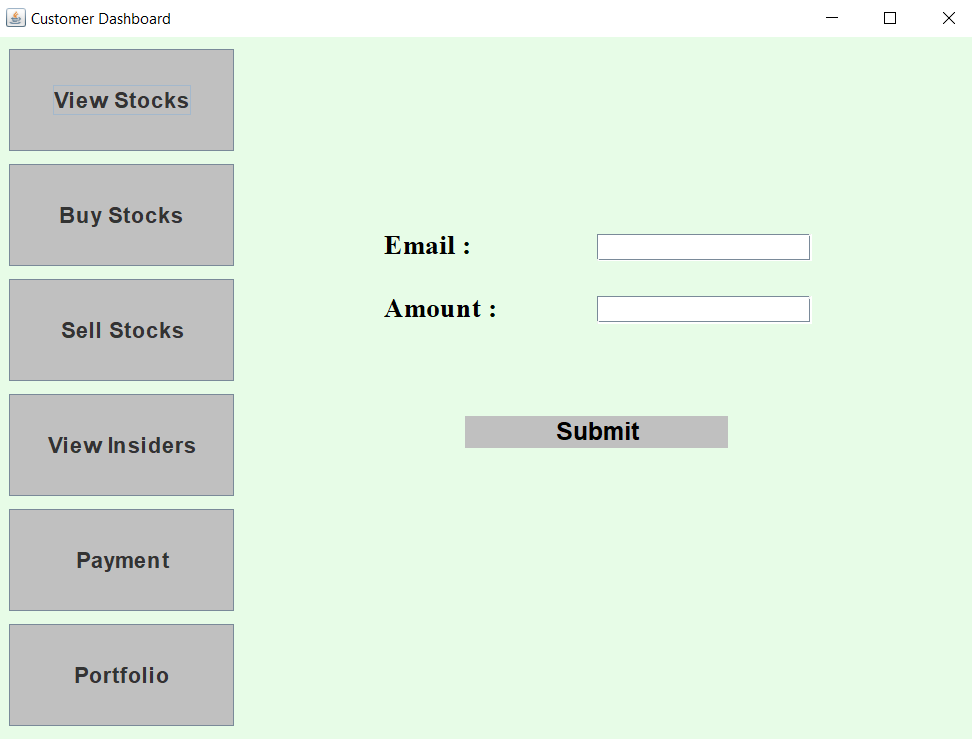 Customer Dashboard
View Stocks
Buy Stocks
Sell Stocks
View Insiders
Payment
Portfolio
Email :
Amount :
Submit